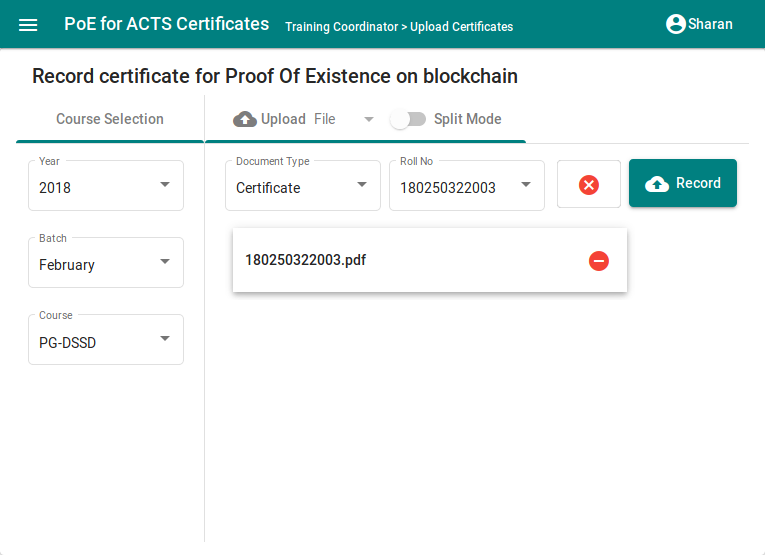 PoE for ACTS Certificates
Training Coordinator > Upload Certificates
Sharan
Record certificate for Proof Of Existence on blockchain
Course Selection
Upload File
Split Mode
Year
2018
Batch
February
Course
PG-DSSD
Document Type
Certificate
Roll No
180250322003
Record
180250322003.pdf